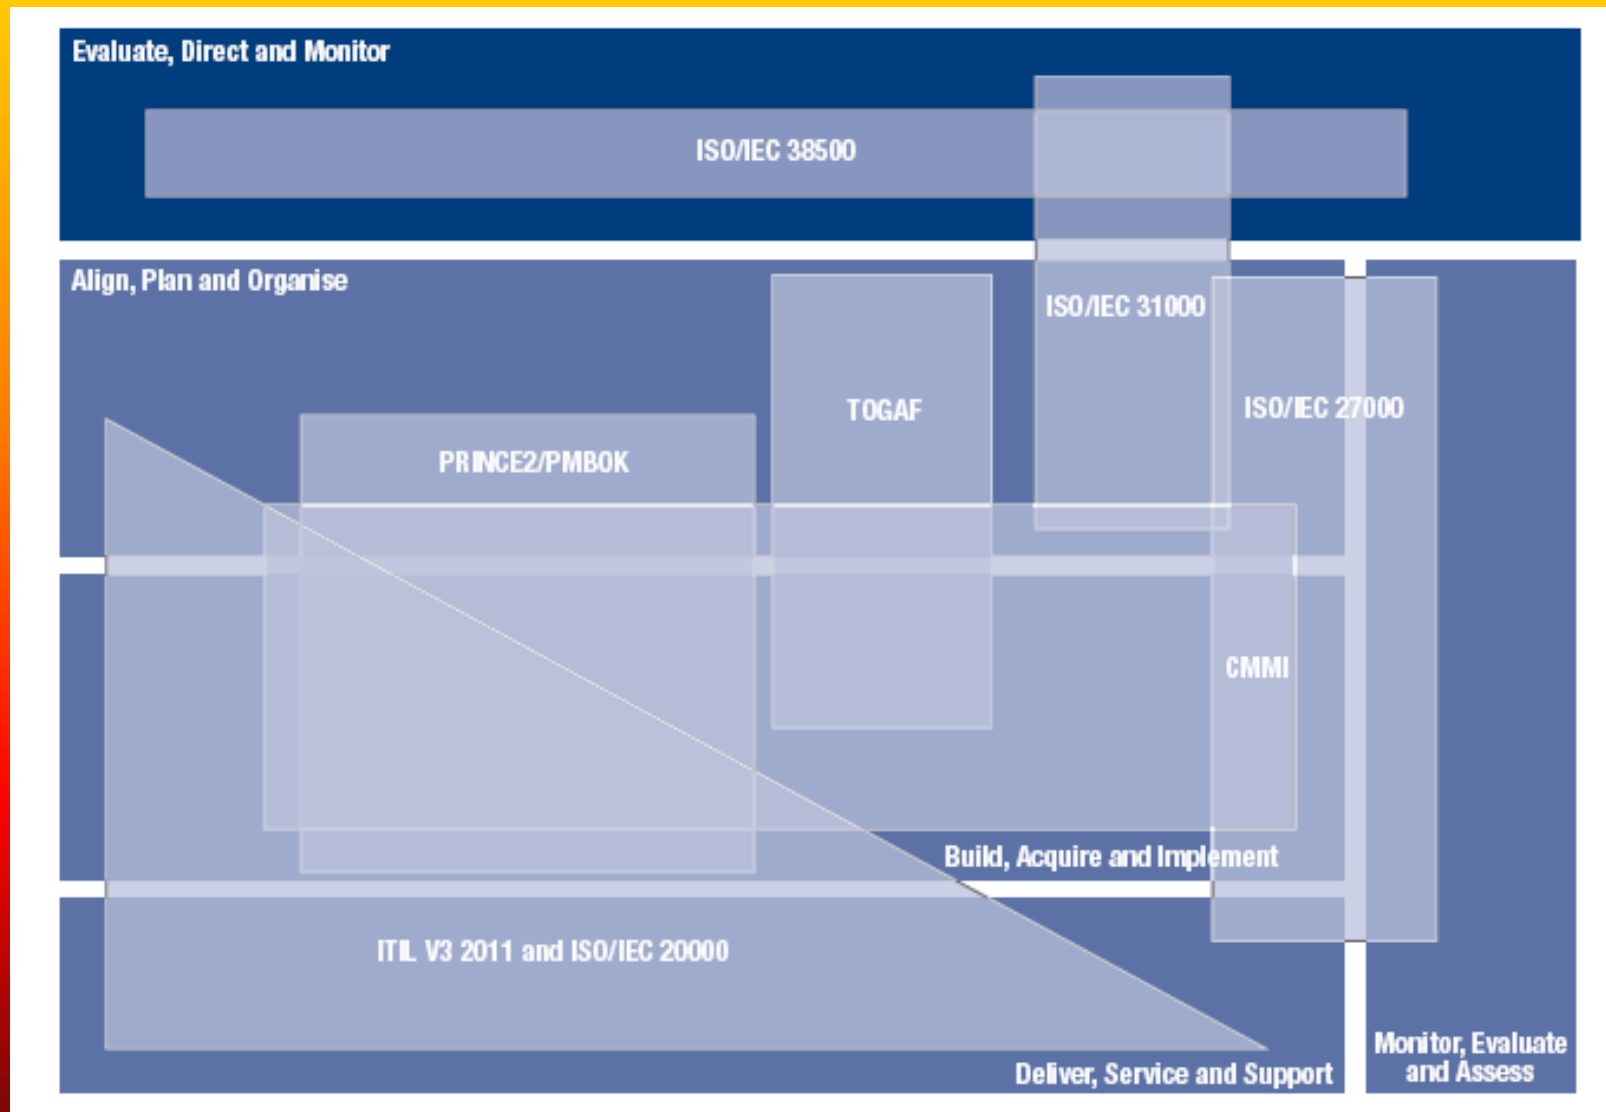 Evaluate, Direct and Monitor
ISO/IEC 38500
Align, Plan and Organise
ISO/IEC 31000
TOGAF
ISO/IEC 27000
PRINCE2/PMBOK
CMMI
Build, Acquire and Implement
ITIL V3 2011 and ISO/IEC 20000
Deliver, Service and Support
Monitor, Evaluate
and Assess